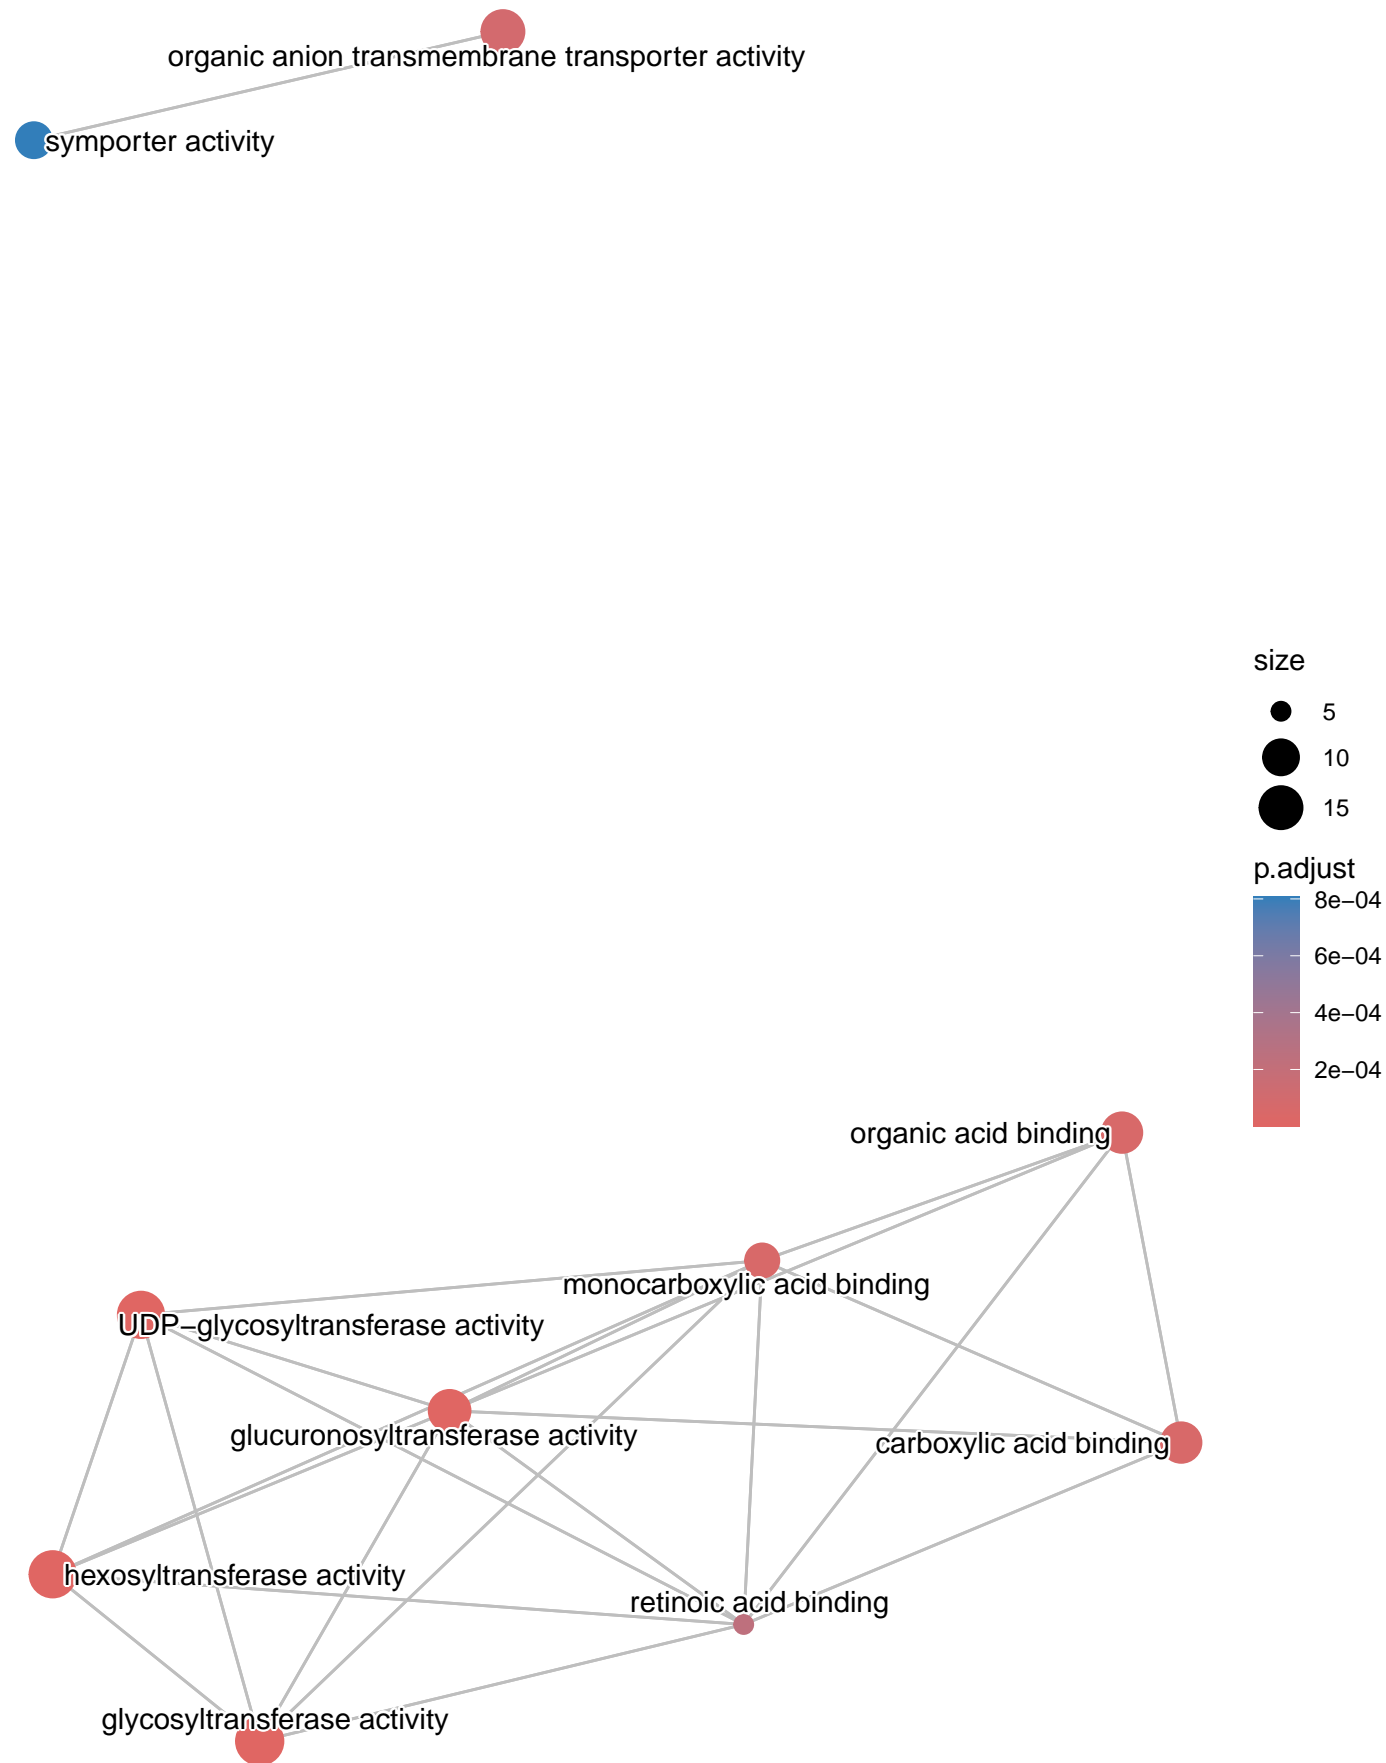 organic anion transmembrane transporter activity
symporter activity
size
5
10
15
p.adjust
8e−04
6e−04
4e−04
2e−04
organic acid binding
monocarboxylic acid binding
UDP−glycosyltransferase activity
glucuronosyltransferase activity
carboxylic acid binding
hexosyltransferase activity
retinoic acid binding
glycosyltransferase activity